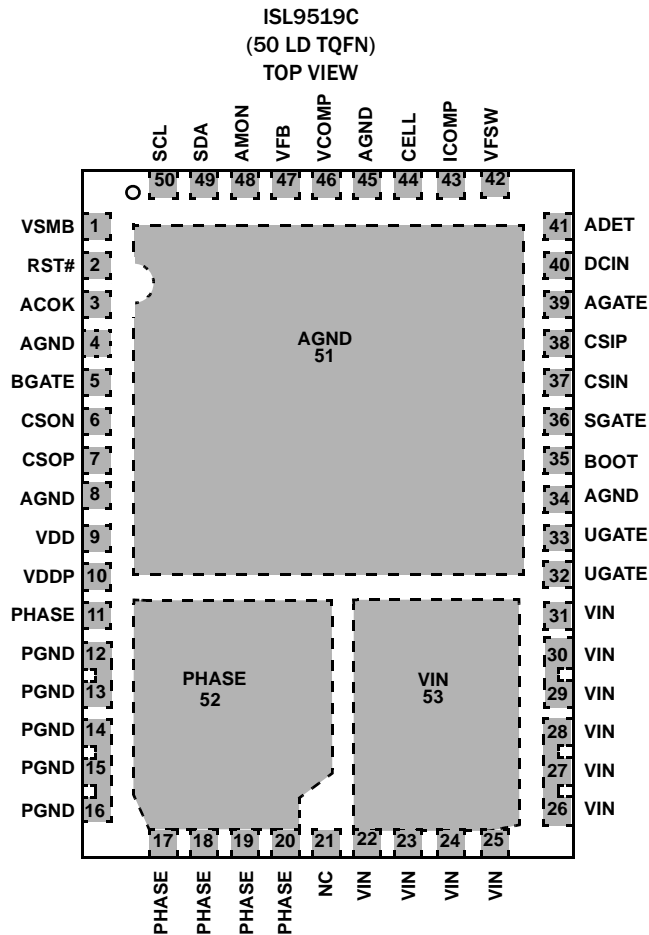 ISL9519C
(50 LD TQFN)
TOP VIEW
SCL
SDA
AMON
VFB
VCOMP
AGND
CELL
ICOMP
VFSW
50 49 48 47 46 45 44 43 42
VSMB 1
RST# 2
ACOK 3
AGND 4
BGATE 5
CSON 6
CSOP 7
AGND 8
VDD 9
VDDP 10
PHASE 11
PGND 12
PGND 13
PGND 14
PGND 15
PGND 16
AGND
51
PHASE
52
VIN
53
41 ADET
40 DCIN
39 AGATE
38 CSIP
37 CSIN
36 SGATE
35 BOOT
34 AGND
33 UGATE
32 UGATE
31 VIN
30 VIN
29 VIN
28 VIN
27 VIN
26 VIN
17 18 19 20 21 22 23 24 25
PHASE
PHASE
PHASE
PHASE
NC
VIN
VIN
VIN
VIN